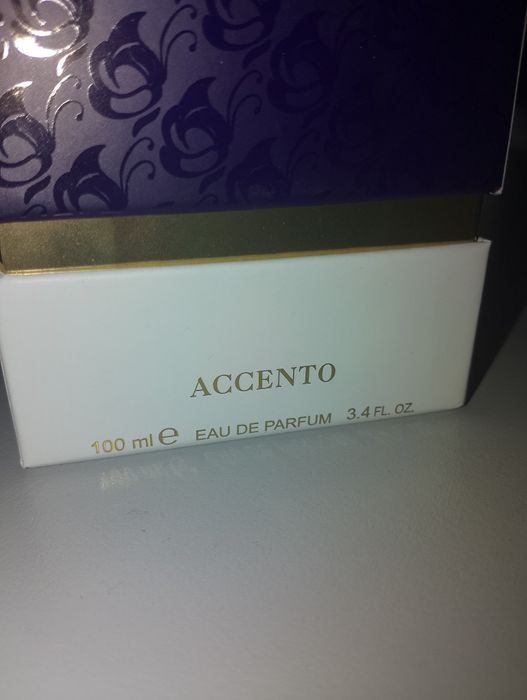 ACCENTO
100 ml ℮ EAU DE PARFUM 3.4 FL. OZ.